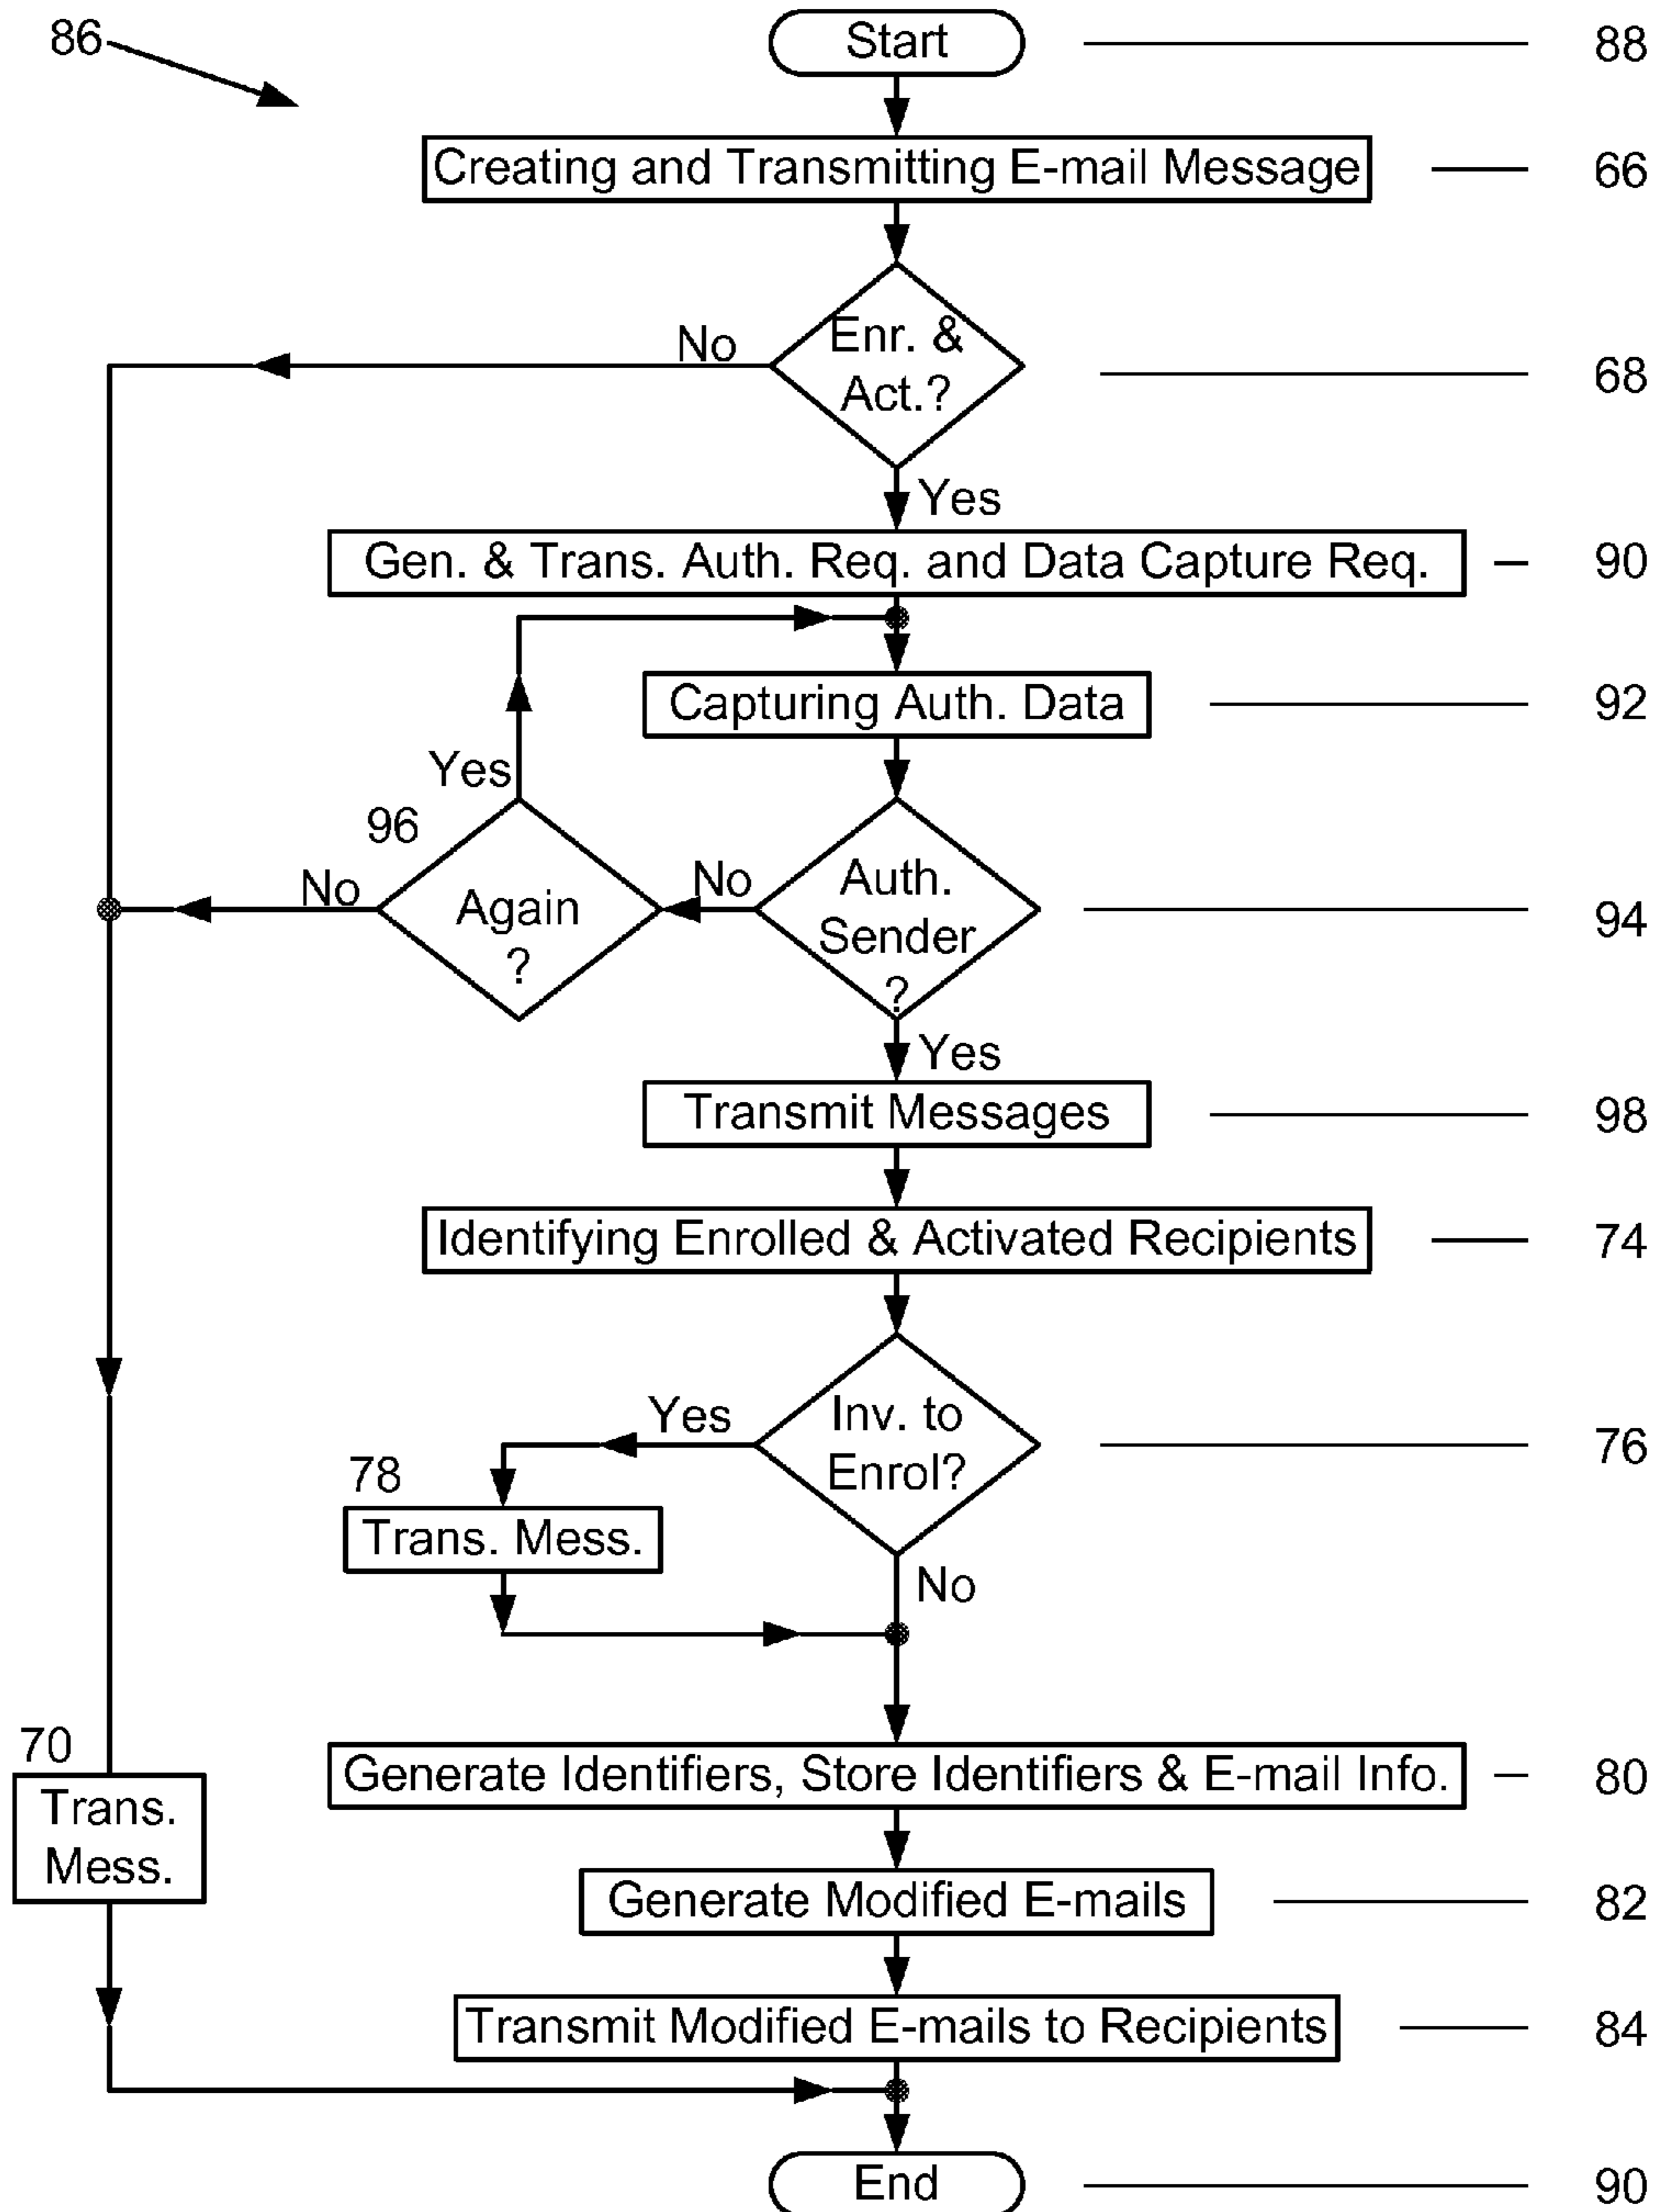 86
Start
88
Creating and Transmitting E-mail Message
66
No
Enr. &
Act.?
68
Yes
Gen. & Trans. Auth. Req. and Data Capture Req.
90
Capturing Auth. Data
92
Yes
96
No
Again
?
No
Auth.
Sender
?
94
Yes
Transmit Messages
98
Identifying Enrolled & Activated Recipients
74
Yes
Inv. to
Enrol?
76
78
Trans. Mess.
No
70
Trans.
Mess.
Generate Identifiers, Store Identifiers & E-mail Info.
80
Generate Modified E-mails
82
Transmit Modified E-mails to Recipients
84
End
90